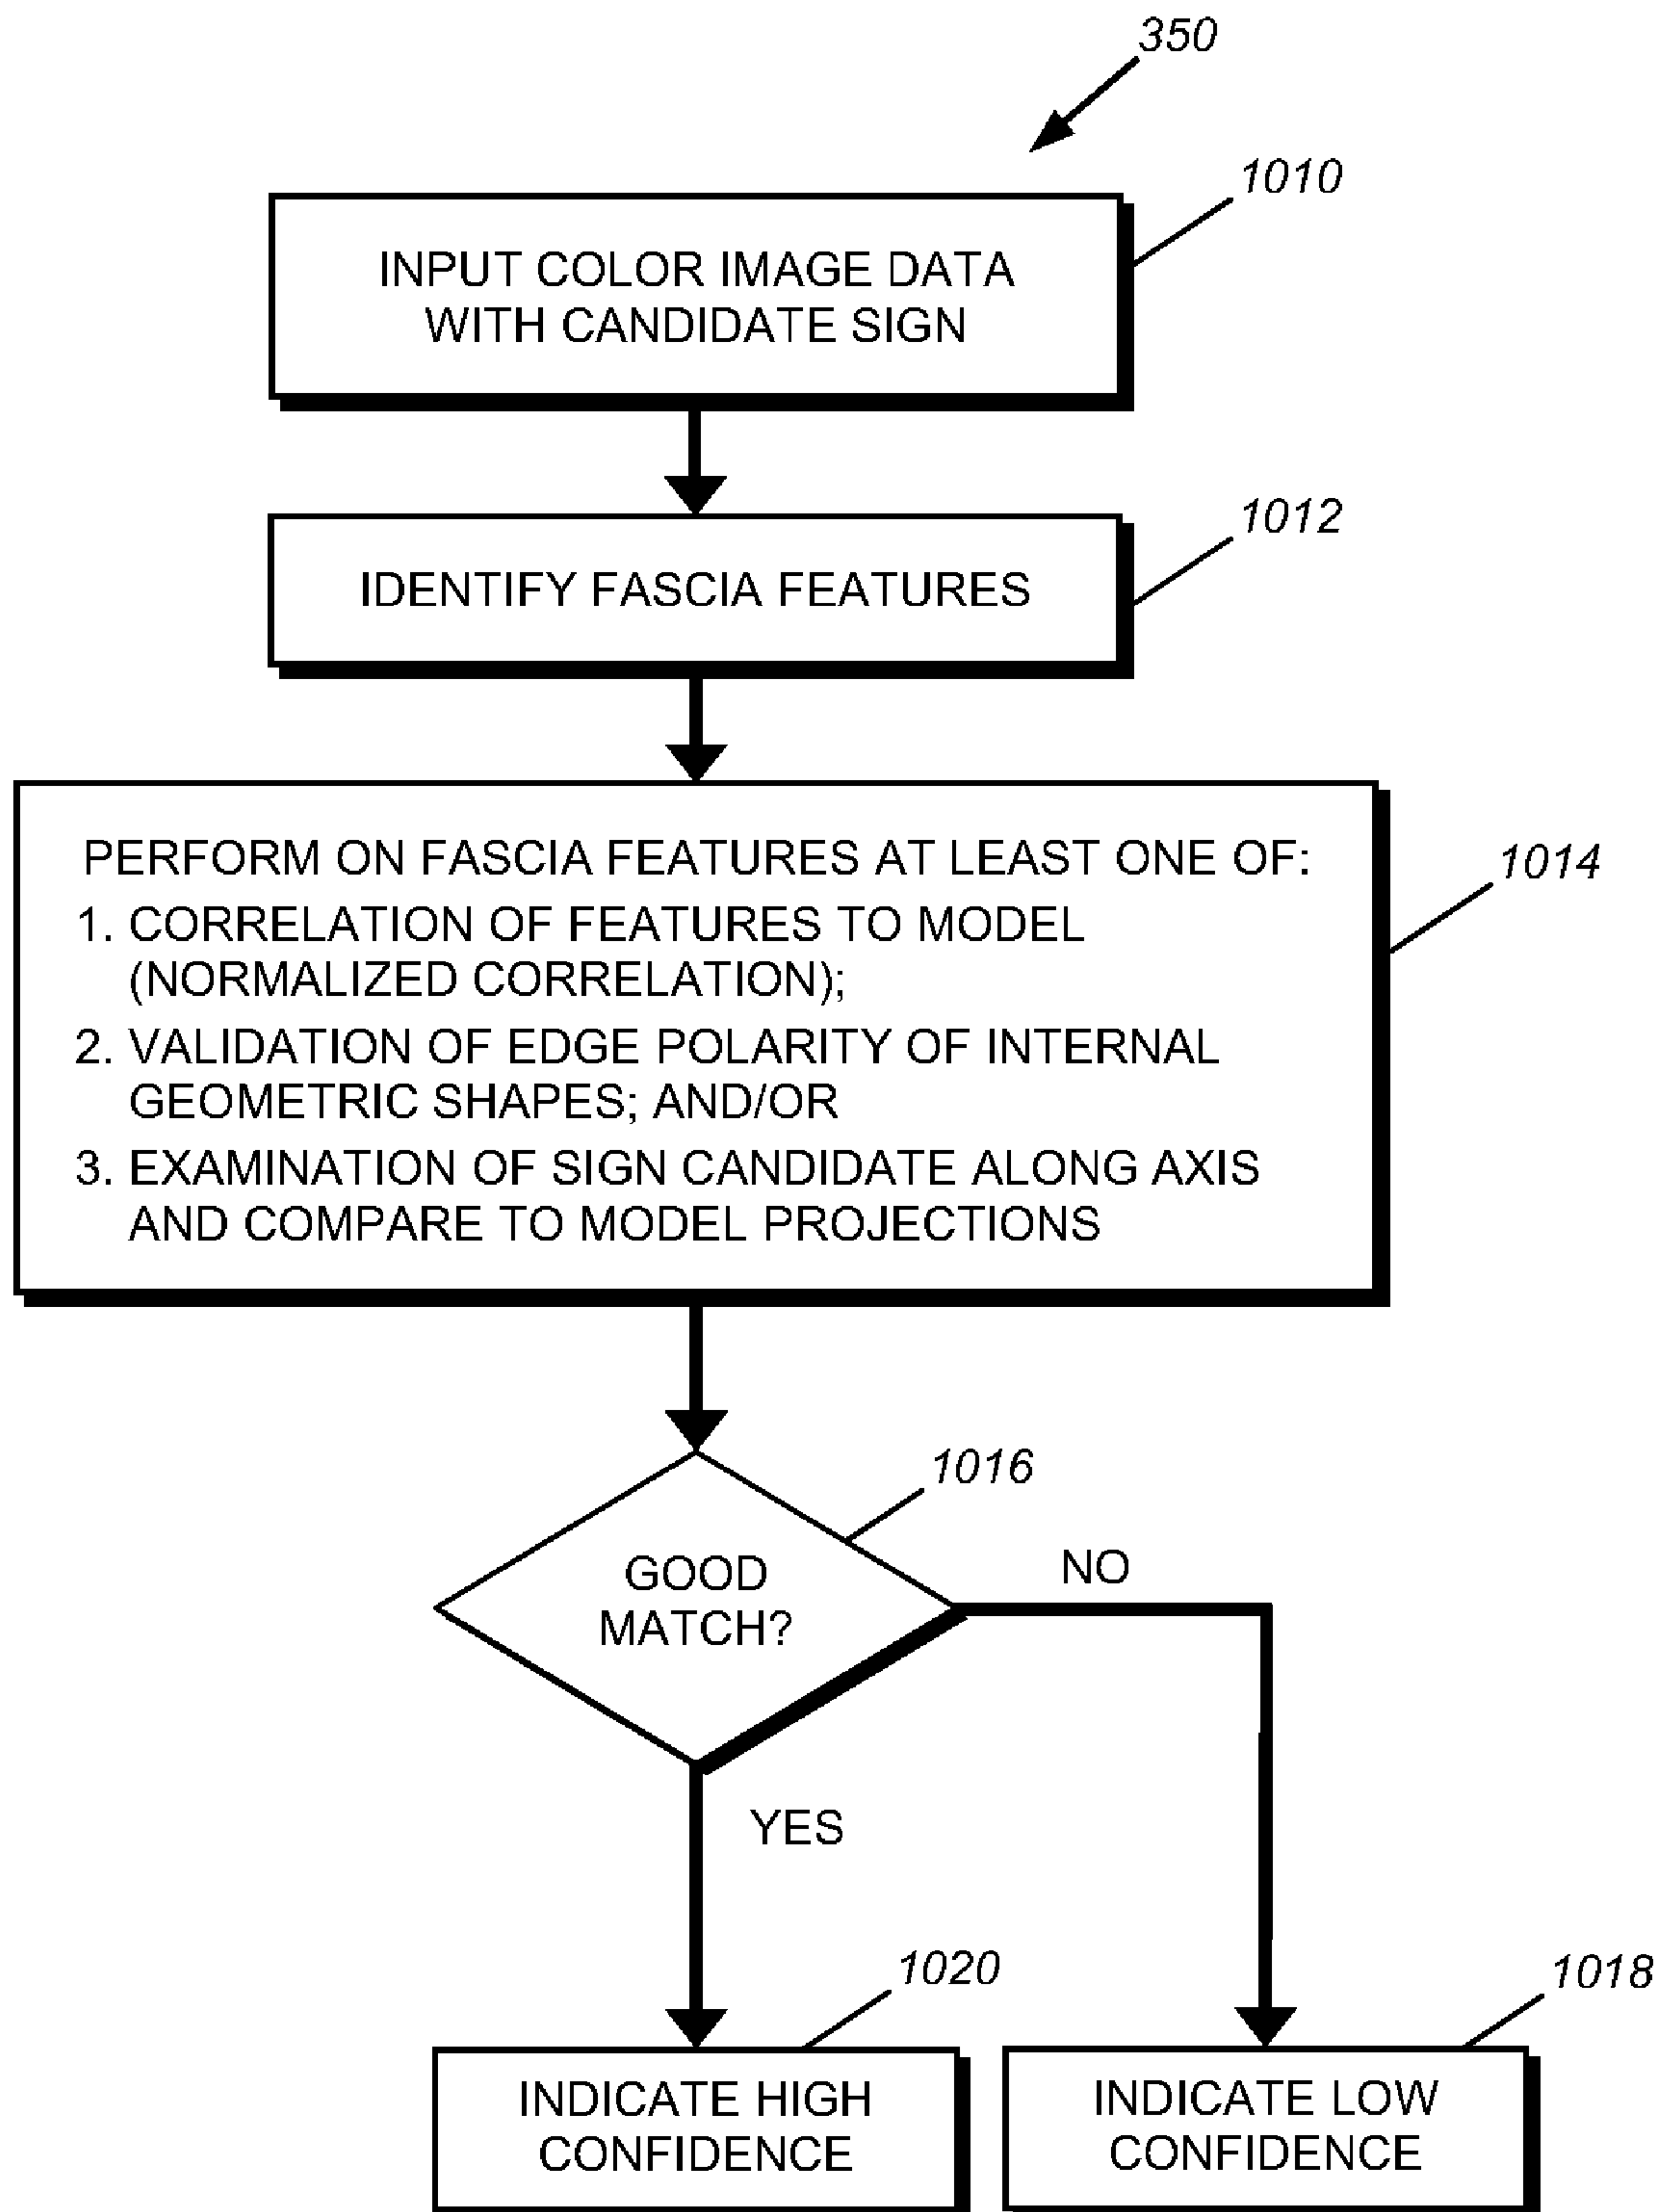 350
1010
INPUT COLOR IMAGE DATA
WITH CANDIDATE SIGN
1012
IDENTIFY FASCIA FEATURES
1014
PERFORM ON FASCIA FEATURES AT LEAST ONE OF:
1. CORRELATION OF FEATURES TO MODEL
(NORMALIZED CORRELATION);
2. VALIDATION OF EDGE POLARITY OF INTERNAL
GEOMETRIC SHAPES; AND/OR
3. EXAMINATION OF SIGN CANDIDATE ALONG AXIS
AND COMPARE TO MODEL PROJECTIONS
1016
GOOD
MATCH?
NO
YES
1020
INDICATE HIGH
CONFIDENCE
1018
INDICATE LOW
CONFIDENCE